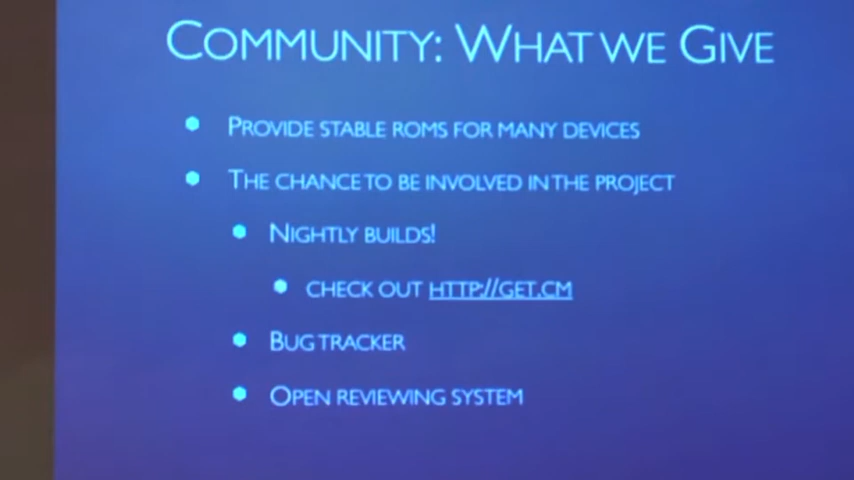 COMMUNITY: WHAT WE GIVE
PROVIDE STABLE ROMS FOR MANY DEVICES
THE CHANCE TO BE INVOLVED IN THE PROJECT
NIGHTLY BUILDS!
CHECK OUT HTTP://GET.CM
BUG TRACKER
OPEN REVIEWING SYSTEM